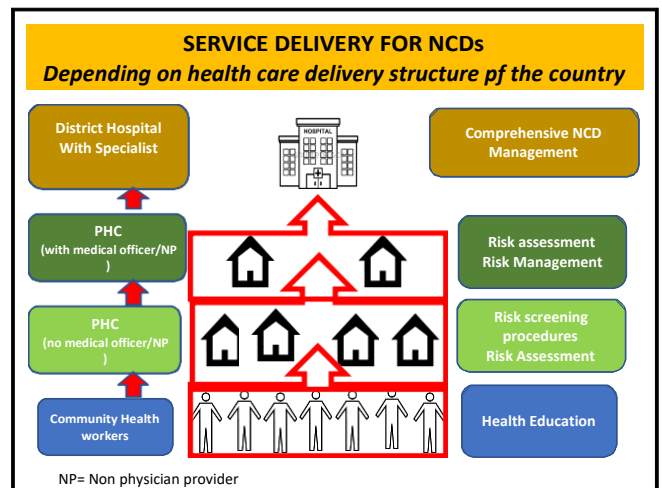 SERVICE DELIVERY FOR NCDs
Depending on health care delivery structure pf the country
District Hospital
With Specialist
HOSPITAL
Comprehensive NCD
Management
PHC
(with medical officer/NP
)
Risk assessment
Risk Management
PHC
(no medical officer/NP
)
Risk screening
procedures
Risk Assessment
Community Health
workers
Health Education
NP= Non physician provider